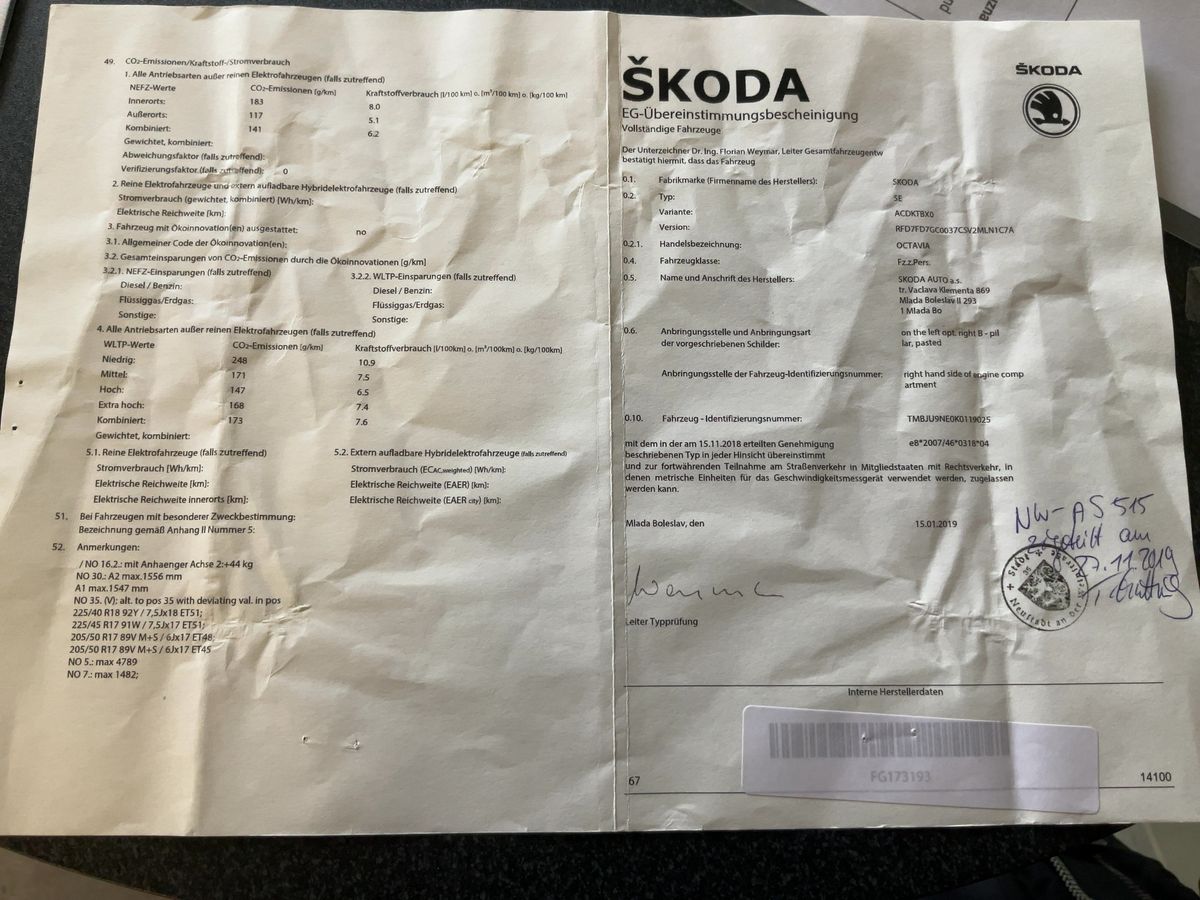 49. CO₂-Emissionen/Kraftstoff-/Stromverbrauch
1. Alle Antriebsarten außer reinen Elektrofahrzeugen (falls zutreffend)
NEFZ-Werte CO₂-Emissionen [g/km] Kraftstoffverbrauch [l/100 km] o. [m³/100 km] o. [kg/100 km]
Innerorts: 183 8.0
Außerorts: 117 5.1
Kombiniert: 141 6.2
Gewichtet, kombiniert:
Abweichungsfaktor (falls zutreffend):
Verifizierungsfaktor (falls zutreffend): 0
2. Reine Elektrofahrzeuge und extern aufladbare Hybridelektrofahrzeuge (falls zutreffend)
Stromverbrauch (gewichtet, kombiniert) [Wh/km]:
Elektrische Reichweite [km]:
3. Fahrzeug mit Ökoinnovation(en) ausgestattet: no
3.1. Allgemeiner Code der Ökoinnovation(en):
3.2. Gesamteinsparungen von CO₂-Emissionen durch die Ökoinnovationen [g/km]
3.2.1. NEFZ-Einsparungen (falls zutreffend) 3.2.2. WLTP-Einsparungen (falls zutreffend)
Diesel / Benzin: Diesel / Benzin:
Flüssiggas/Erdgas: Flüssiggas/Erdgas:
Sonstige: Sonstige:
4. Alle Antriebsarten außer reinen Elektrofahrzeugen (falls zutreffend)
WLTP-Werte CO₂-Emissionen [g/km] Kraftstoffverbrauch [l/100km] o. [m³/100km] o. [kg/100km]
Niedrig: 248 10.9
Mittel: 171 7.5
Hoch: 147 6.5
Extra hoch: 168 7.4
Kombiniert: 173 7.6
Gewichtet, kombiniert:
5.1. Reine Elektrofahrzeuge (falls zutreffend) 5.2. Extern aufladbare Hybridelektrofahrzeuge (falls zutreffend)
Stromverbrauch [Wh/km]: Stromverbrauch (ECAC,weighted) [Wh/km]:
Elektrische Reichweite [km]: Elektrische Reichweite (EAER) [km]:
Elektrische Reichweite innerorts [km]: Elektrische Reichweite (EAER city) [km]:
51. Bei Fahrzeugen mit besonderer Zweckbestimmung:
Bezeichnung gemäß Anhang II Nummer 5:
52. Anmerkungen:
/ NO 16.2.: mit Anhaenger Achse 2:+44 kg
NO 30.: A2 max.1556 mm
A1 max.1547 mm
NO 35. (V); alt. to pos 35 with deviating val. in pos
225/40 R18 92Y / 7,5Jx18 ET51;
225/45 R17 91W / 7,5Jx17 ET51;
205/50 R17 89V M+S / 6Jx17 ET48;
205/50 R17 89V M+S / 6Jx17 ET45
NO 5.: max 4789
NO 7.: max 1482;
ŠKODA
ŠKODA
EG-Übereinstimmungsbescheinigung
Vollständige Fahrzeuge
Der Unterzeichner Dr. Ing. Florian Weymar, Leiter Gesamtfahrzeugentw
bestätigt hiermit, dass das Fahrzeug
0.1. Fabrikmarke (Firmenname des Herstellers): SKODA
0.2. Typ: 5E
Variante: ACDKTBX0
Version: RFD7FD7GC0037CSV2MLN1C7A
0.2.1. Handelsbezeichnung: OCTAVIA
0.4. Fahrzeugklasse: Fz.z.Pers.
0.5. Name und Anschrift des Herstellers: SKODA AUTO a.s.
tr. Vaclava Klementa 869
Mlada Boleslav II 293
1 Mlada Bo
0.6. Anbringungsstelle und Anbringungsart on the left opt. right B - pil
der vorgeschriebenen Schilder: lar, pasted
Anbringungsstelle der Fahrzeug-Identifizierungsnummer: right hand side of engine comp
artment
0.10. Fahrzeug - Identifizierungsnummer: TMBJU9NE0K0119025
mit dem in der am 15.11.2018 erteilten Genehmigung e8*2007/46*0318*04
beschriebenen Typ in jeder Hinsicht übereinstimmt
und zur fortwährenden Teilnahme am Straßenverkehr in Mitgliedstaaten mit Rechtsverkehr, in
denen metrische Einheiten für das Geschwindigkeitsmessgerät verwendet werden, zugelassen
werden kann.
Mlada Boleslav, den 15.01.2019
NW-AS 515
zugeteilt am
27.11.2019
Neustadt an der
35
Leiter Typprüfung
Interne Herstellerdaten
FG173193
67 14100